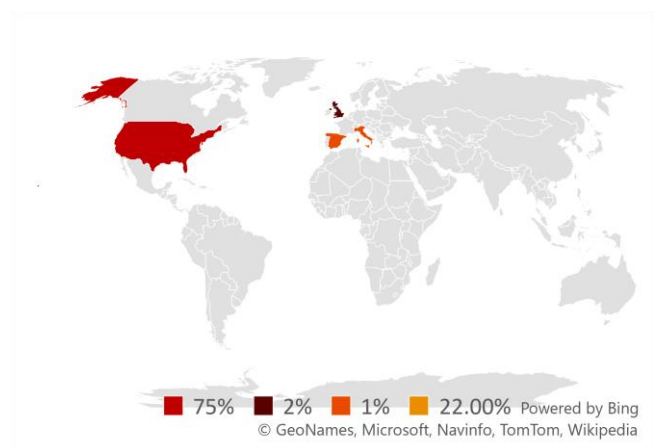 75% 2% 1% 22.00% Powered by Bing
© GeoNames, Microsoft, Navinfo, TomTom, Wikipedia